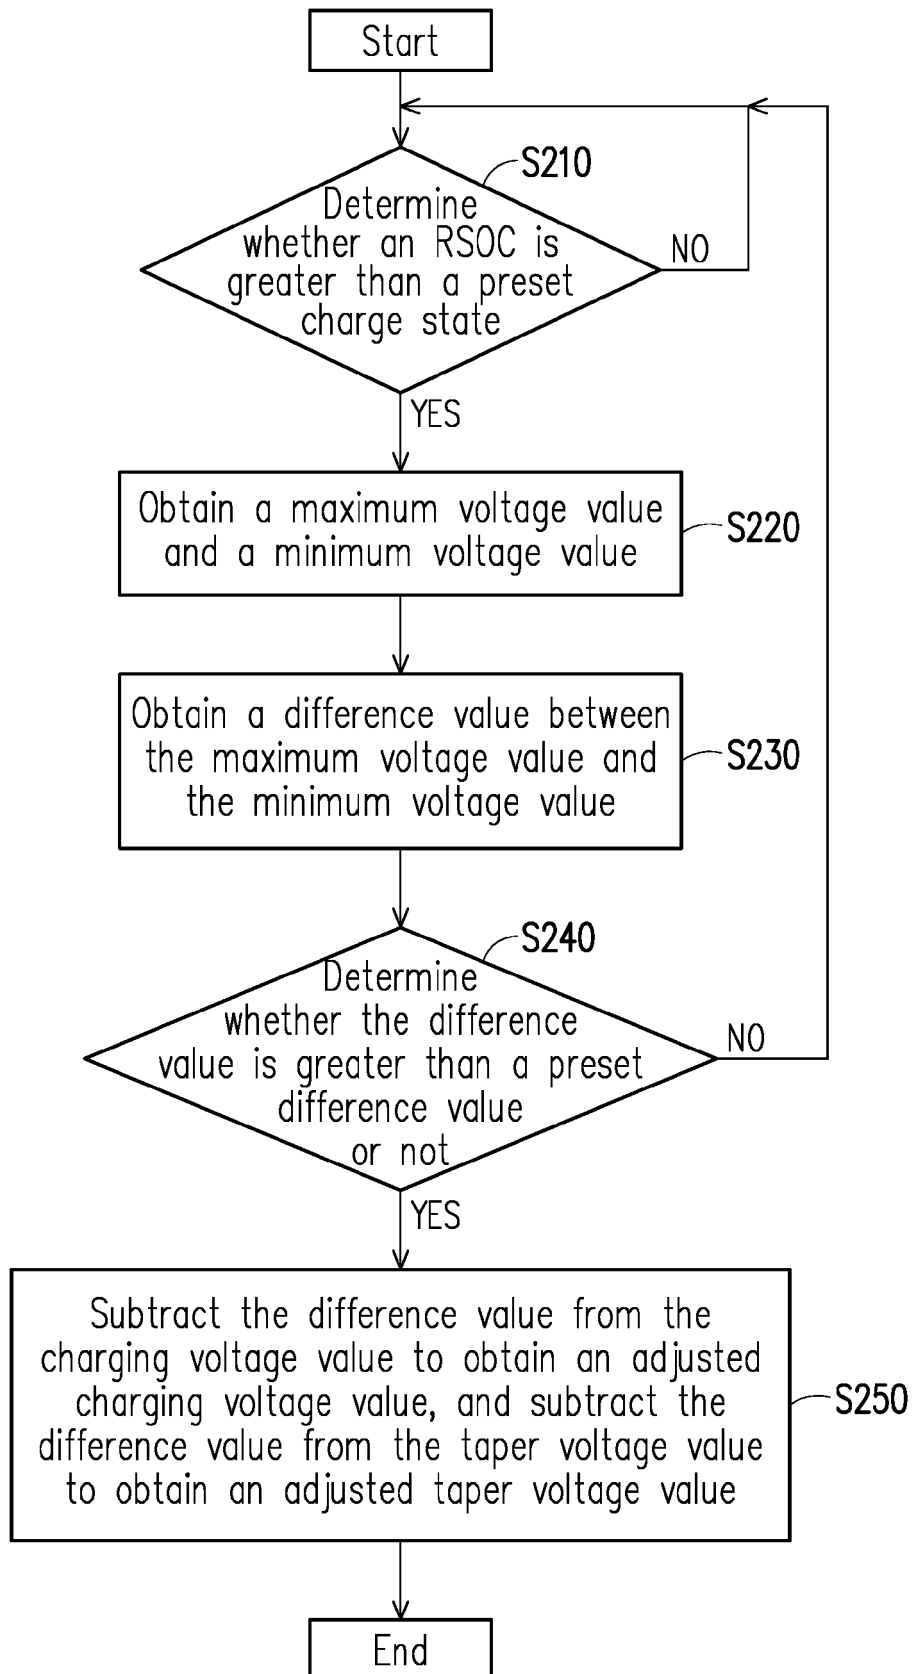 Start
S210
Determine
whether an RSOC is
greater than a preset
charge state
NO
YES
Obtain a maximum voltage value
and a minimum voltage value
S220
Obtain a difference value between
the maximum voltage value and
the minimum voltage value
S230
S240
Determine
whether the difference
value is greater than a preset
difference value
or not
NO
YES
Subtract the difference value from the
charging voltage value to obtain an adjusted
charging voltage value, and subtract the
difference value from the taper voltage value
to obtain an adjusted taper voltage value
S250
End